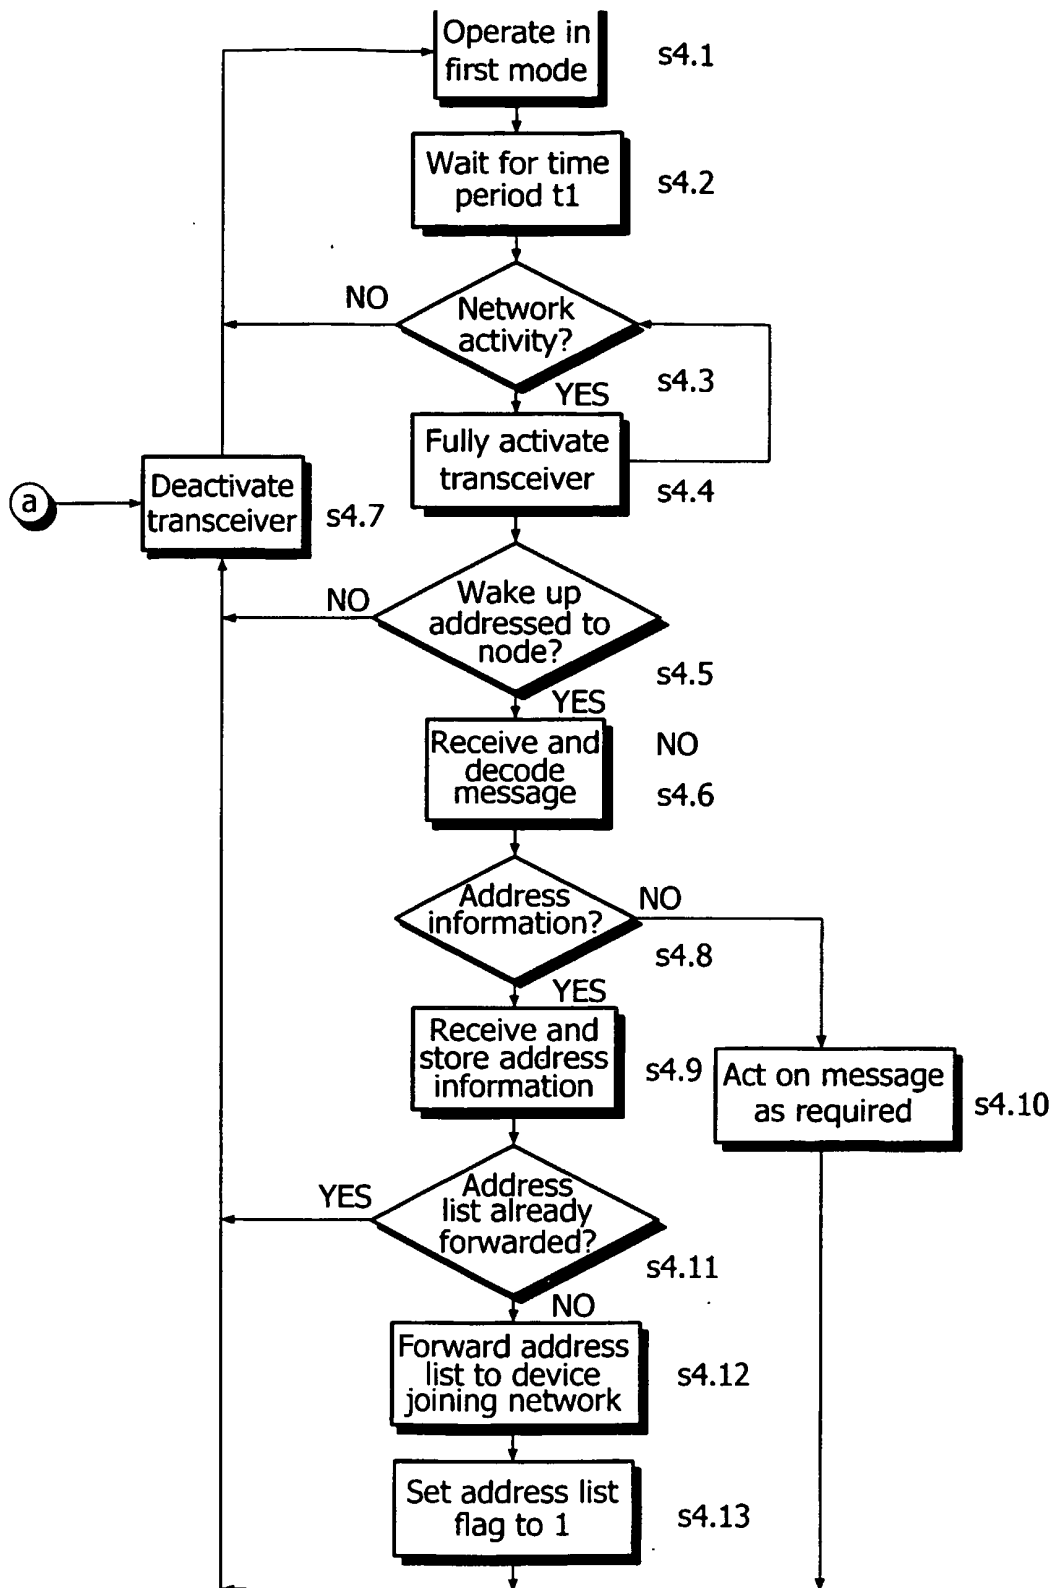 Operate in
first mode
s4.1
Wait for time
period t1
s4.2
NO
Network
activity?
s4.3
YES
Fully activate
transceiver
s4.4
a
Deactivate
transceiver
s4.7
NO
Wake up
addressed to
node?
s4.5
YES
Receive and
decode
message
NO
s4.6
Address
information?
NO
s4.8
YES
Receive and
store address
information
s4.9
Act on message
as required
s4.10
YES
Address
list already
forwarded?
s4.11
NO
Forward address
list to device
joining network
s4.12
Set address list
flag to 1
s4.13